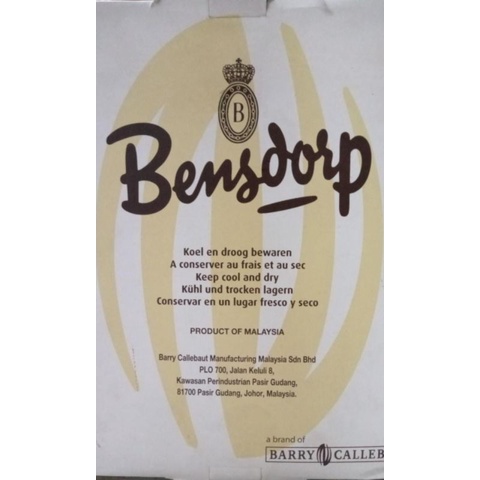 B
Bensdorp
Koel en droog bewaren
A conserver au frais et au sec
Keep cool and dry
Kühl und trocken lagern
Conservar en un lugar fresco y seco
PRODUCT OF MALAYSIA
Barry Callebaut Manufacturing Malaysia Sdn Bhd
PLO 700, Jalan Keluli 8,
Kawasan Perindustrian Pasir Gudang,
81700 Pasir Gudang, Johor, Malaysia.
a brand of
BARRY CALLEB